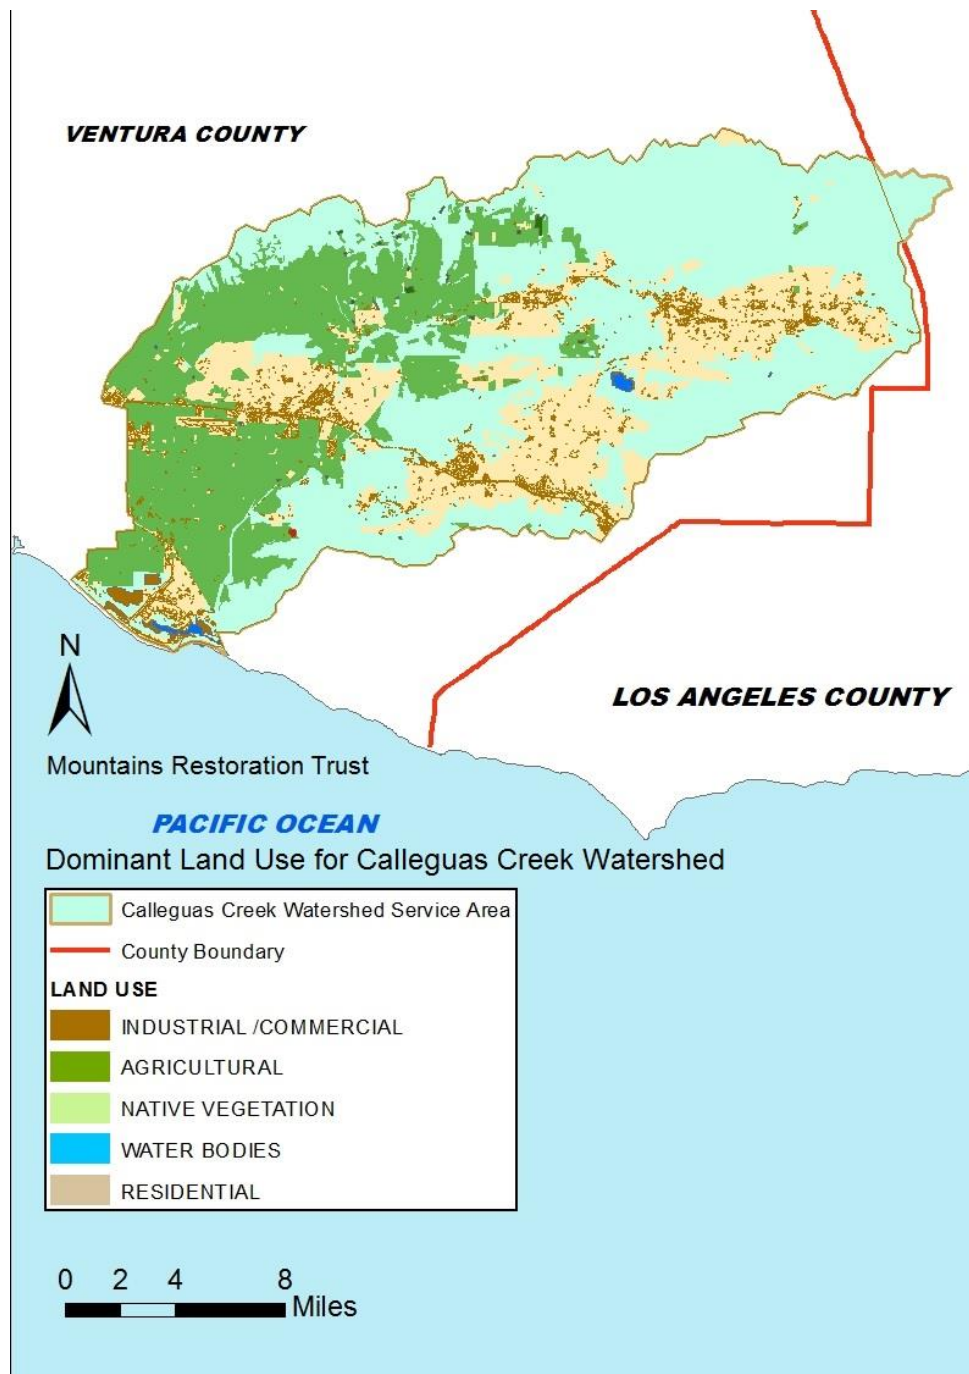 VENTURA COUNTY
LOS ANGELES COUNTY
N
Mountains Restoration Trust
PACIFIC OCEAN
Dominant Land Use for Calleguas Creek Watershed
Calleguas Creek Watershed Service Area
County Boundary
LAND USE
INDUSTRIAL /COMMERCIAL
AGRICULTURAL
NATIVE VEGETATION
WATER BODIES
RESIDENTIAL
0 2 4 8
Miles